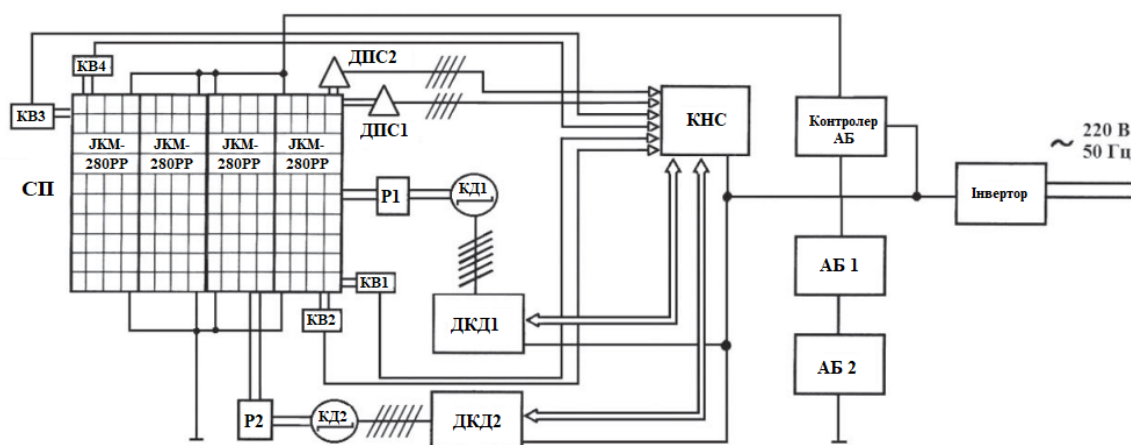 КВ4
КВ3
ДПС2
ДПС1
КНС
Контролер
АБ
~ 220 В
50 Гц
JKM-
280PP
JKM-
280PP
JKM-
280PP
JKM-
280PP
СП
Р1
КД1
Інвертор
АБ 1
КВ1
КВ2
ДКД1
АБ 2
Р2
КД2
ДКД2